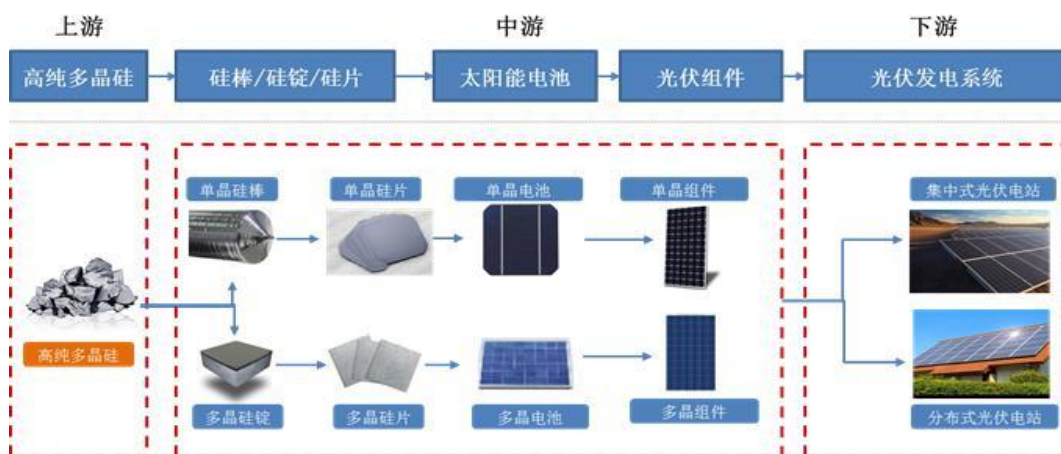 上游
中游
下游
高纯多晶硅
硅棒/硅锭/硅片
太阳能电池
光伏组件
光伏发电系统
单晶硅棒
单晶硅片
单晶电池
单晶组件
集中式光伏电站
高纯多晶硅
多晶硅锭
多晶硅片
多晶电池
多晶组件
分布式光伏电站